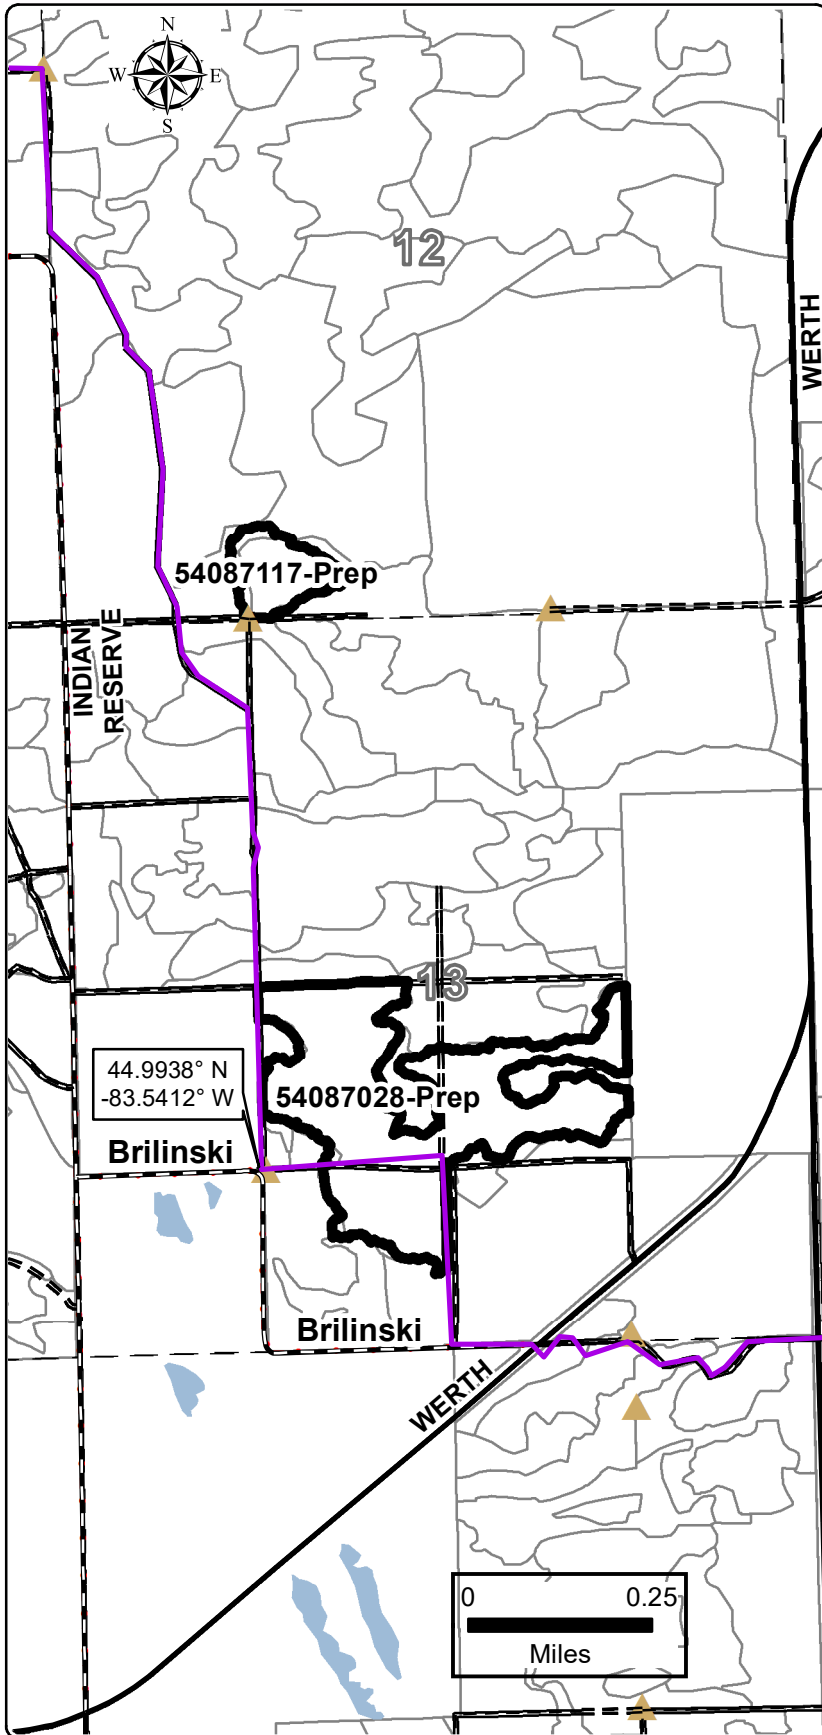 N
W
E
S
12
WERTH
54087117-Prep
INDIAN
RESERVE
13
44.9938° N
-83.5412° W
54087028-Prep
Brilinski
Brilinski
WERTH
0 0.25
Miles